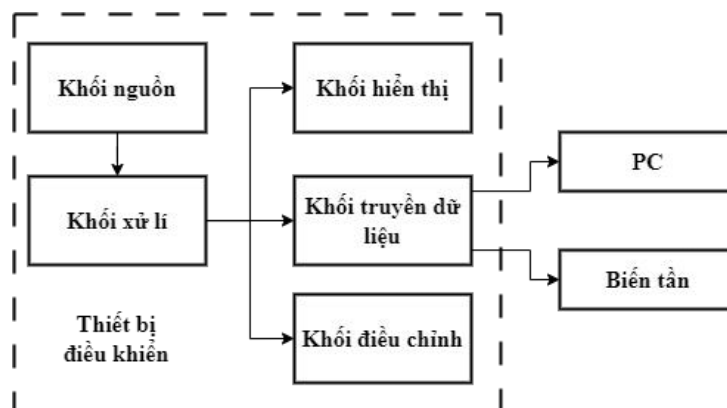 Khối nguồn
Khối hiển thị
PC
Khối xử lí
Khối truyền dữ
liệu
Biến tần
Thiết bị
điều khiển
Khối điều chỉnh